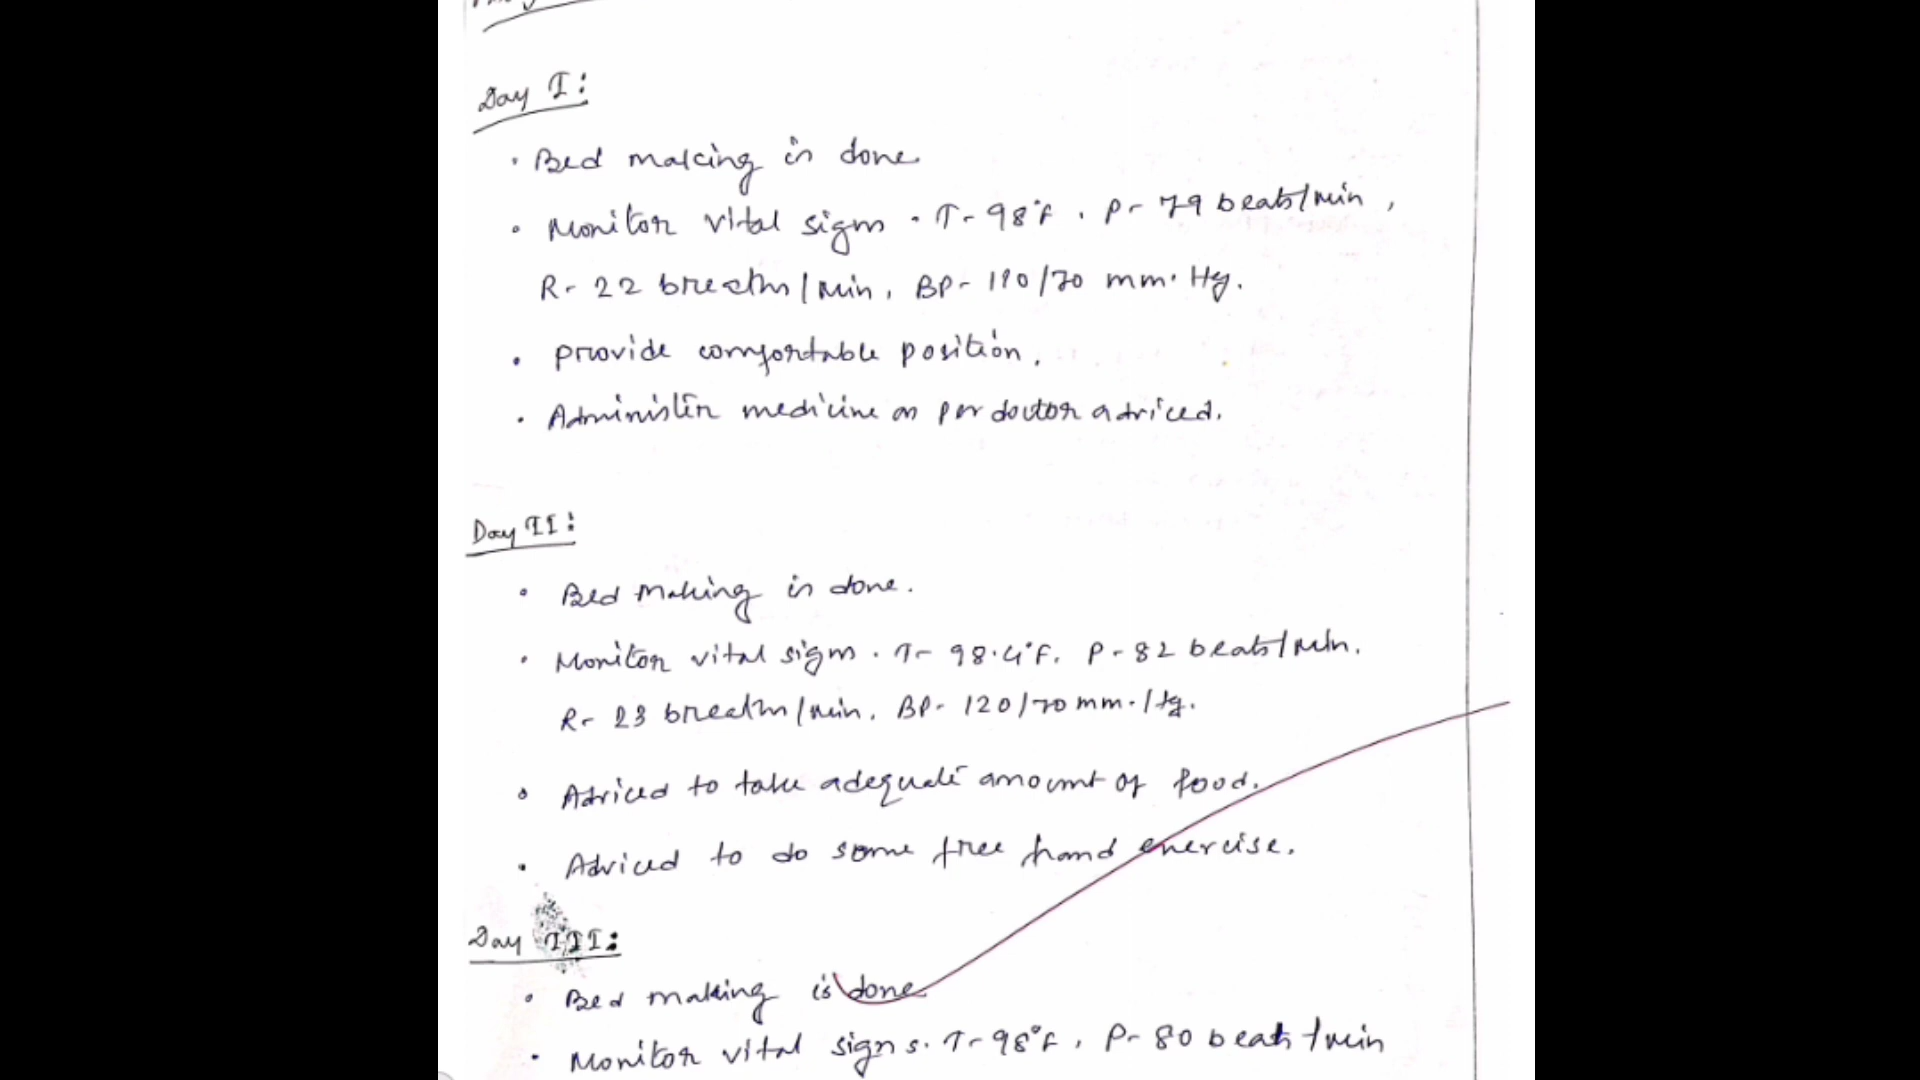 Day I:
• Bed making is done.
• Monitor vital signs. T- 98°F, P- 79 beats/min,
R- 22 breaths/min, BP- 110/70 mm.Hg.
• provide comfortable position.
• Administer medicine as per doctor adviced.
Day II:
• Bed making is done.
• Monitor vital signs. T- 98.4°F, P- 82 beats/min.
R- 23 breaths/min, BP- 120/70 mm.Hg.
• Adviced to take adequate amount of food.
• Adviced to do some free hand exercise.
Day III:
• Bed making is done.
• Monitor vital signs. T- 98°F, P- 80 beats/min